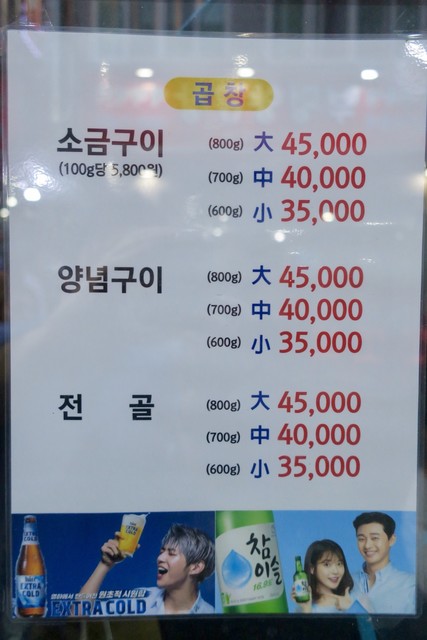 곱창
소금구이 (800g) 大 45,000
(100g당 5,800원) (700g) 中 40,000
(600g) 小 35,000
양념구이 (800g) 大 45,000
(700g) 中 40,000
(600g) 小 35,000
전 골 (800g) 大 45,000
(700g) 中 40,000
(600g) 小 35,000
EXTRA COLD
참이슬
EXTRA COLD